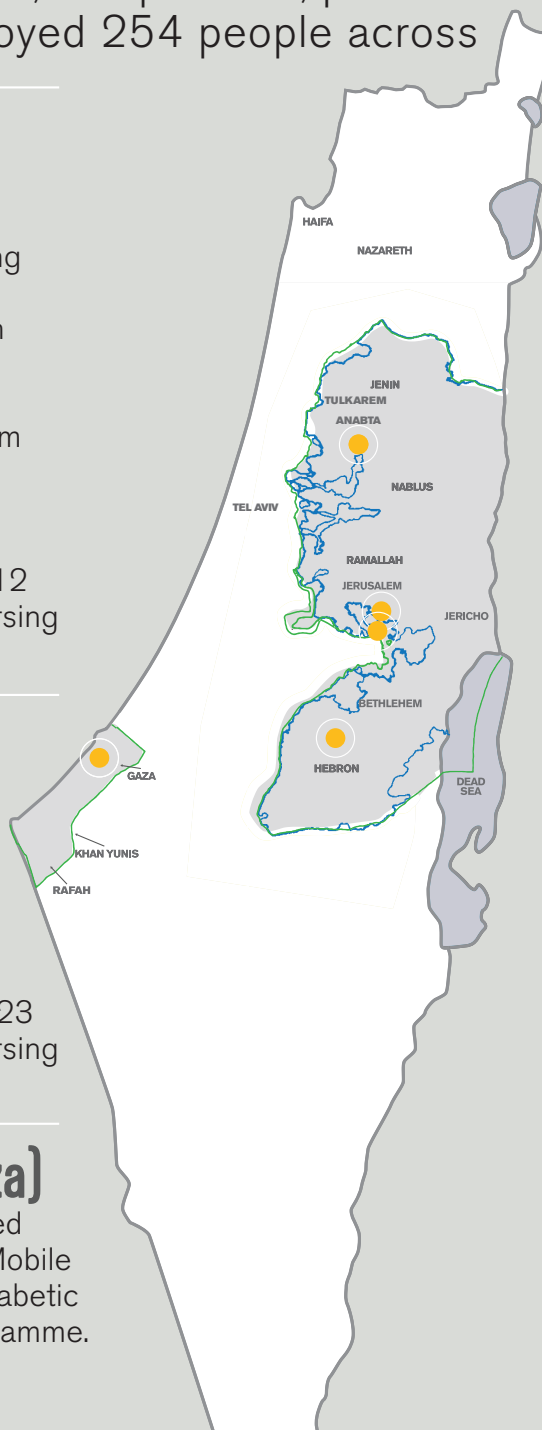 oyed 254 people across
ng
n
m
12
rsing
23
rsing
za)
ed
Mobile
abetic
amme.
HAIFA
NAZARETH
JENIN
TULKAREM
ANABTA
NABLUS
TEL AVIV
RAMALLAH
JERUSALEM
JERICHO
BETHLEHEM
HEBRON
DEAD
SEA
GAZA
KHAN YUNIS
RAFAH